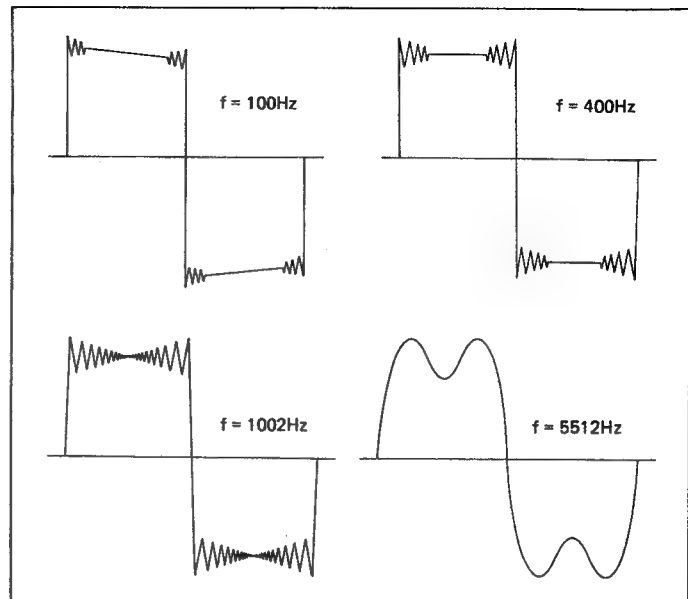 f = 100Hz
f = 400Hz
f = 1002Hz
f = 5512Hz